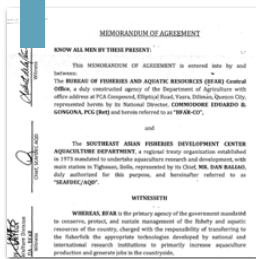 MEMORANDUM OF AGREEMENT
KNOW ALL MEN BY THESE PRESENT:
This MEMORANDUM OF AGREEMENT is entered into by and
between:
The BUREAU OF FISHERIES AND AQUATIC RESOURCES (BFAR) Central
Office, a duly constituted agency of the Department of Agriculture with
office address at PCA Compound, Elliptical Road, Vasra, Diliman, Quezon City,
represented hereto by its National Director, COMMODORE EDUARDO B.
GONGONA, PCG (Ret) and herein referred to as "BFAR-CO",
and
The SOUTHEAST ASIAN FISHERIES DEVELOPMENT CENTER
AQUACULTURE DEPARTMENT, a regional treaty organization established
in 1973 mandated to undertake aquaculture research and development, with
main station in Tigbauan, Iloilo, represented by its Chief, MR. DAN BALIAO,
duly authorized for this purpose, and hereinafter referred to as
"SEAFDEC/AQD".
WITNESSETH
WHEREAS, BFAR is the primary agency of the government mandated
to conserve, protect, and sustain management of the fishery and aquatic
resources of the country, charged with the responsibility of transferring to
the fisherfolk the appropriate technologies developed by national and
international research institutions to primarily increase aquaculture
production and generate jobs in the countryside,
Witness
Chief, SEAFDEC AQD
Witness